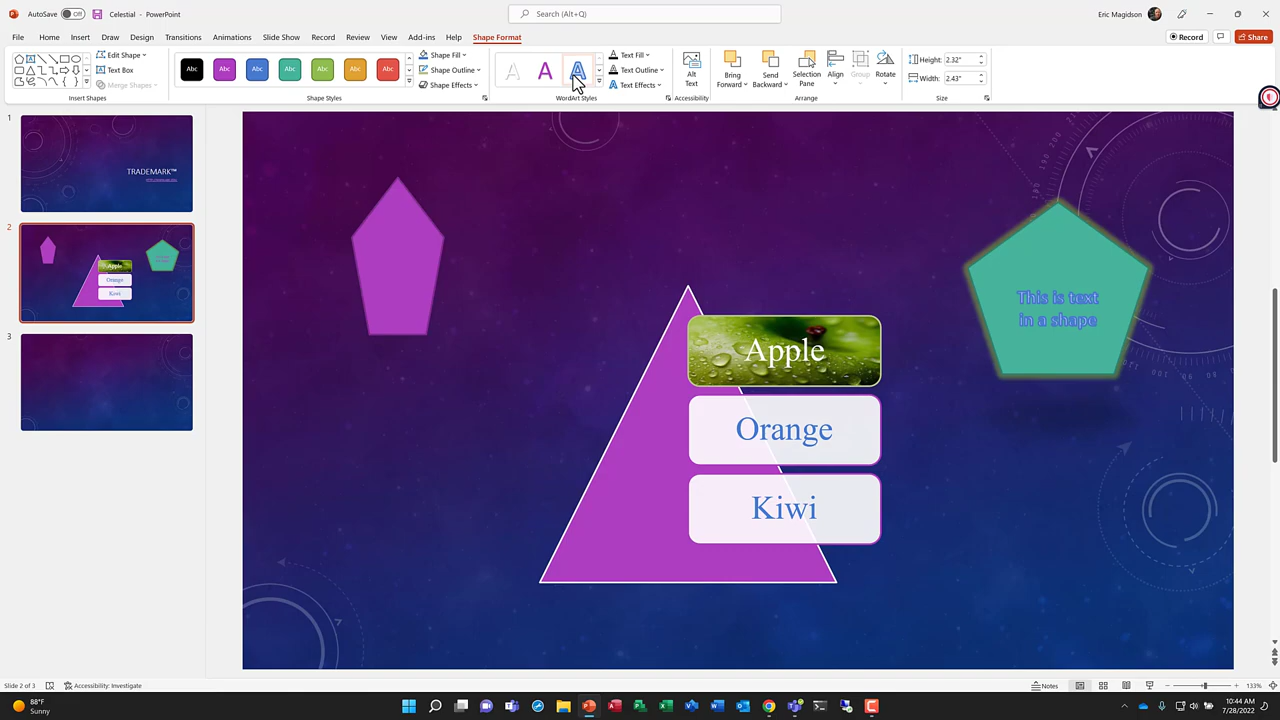 AutoSave
Off
Celestial - PowerPoint
Search (Alt+Q)
Eric Magidson
File
Home
Insert
Draw
Design
Transitions
Animations
Slide Show
Record
Review
View
Add-ins
Help
Shape Format
Record
Share
Edit Shape
Text Box
Merge Shapes
Insert Shapes
Abc
Abc
Abc
Abc
Abc
Abc
Abc
Shape Fill
Shape Outline
Shape Effects
Shape Styles
A
A
A
Text Fill
Text Outline
Text Effects
WordArt Styles
Alt
Text
Accessibility
Bring
Forward
Send
Backward
Selection
Pane
Align
Group
Rotate
Arrange
Height:
2.32"
Width:
2.43"
Size
1
TRADEMARK™
2
Apple
Orange
Kiwi
3
This is text
in a shape
Apple
Orange
Kiwi
Slide 2 of 3
Accessibility: Investigate
Notes
133%
88°F
Sunny
10:44 AM
7/28/2022